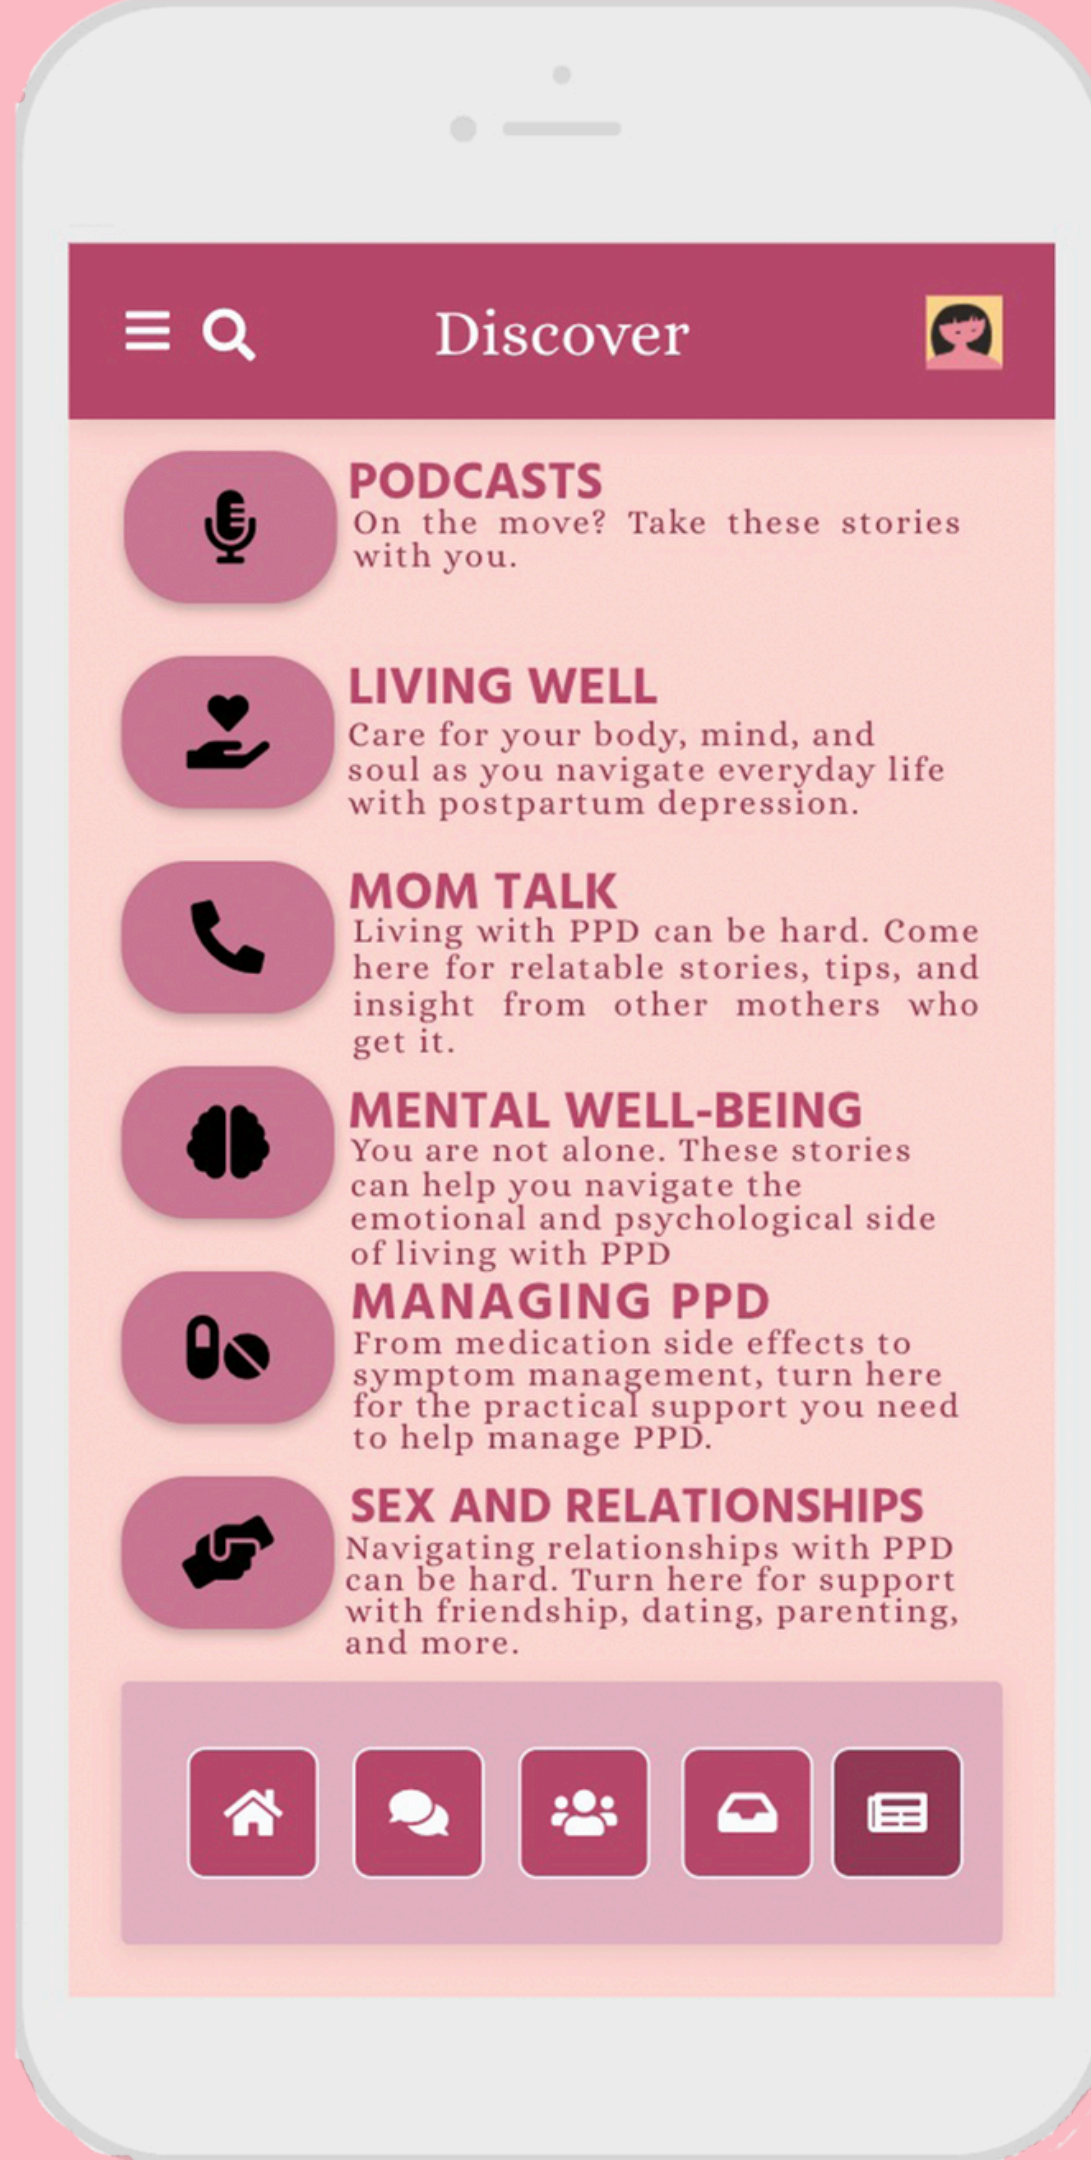 Discover
PODCASTS
On the move? Take these stories
with you.
LIVING WELL
Care for your body, mind, and
soul as you navigate everyday life
with postpartum depression.
MOM TALK
Living with PPD can be hard. Come
here for relatable stories, tips, and
insight from other mothers who
get it.
MENTAL WELL-BEING
You are not alone. These stories
can help you navigate the
emotional and psychological side
of living with PPD
MANAGING PPD
From medication side effects to
symptom management, turn here
for the practical support you need
to help manage PPD.
SEX AND RELATIONSHIPS
Navigating relationships with PPD
can be hard. Turn here for support
with friendship, dating, parenting,
and more.